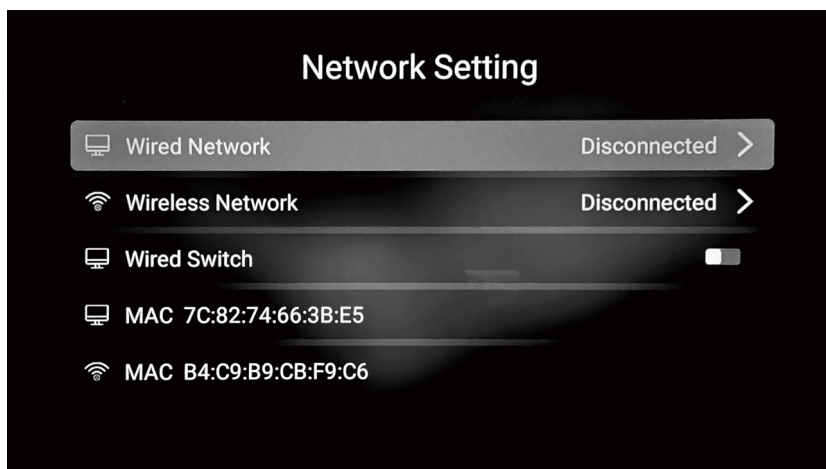 Network Setting
Wired Network Disconnected
Wireless Network Disconnected
Wired Switch
MAC 7C:82:74:66:3B:E5
MAC B4:C9:B9:CB:F9:C6